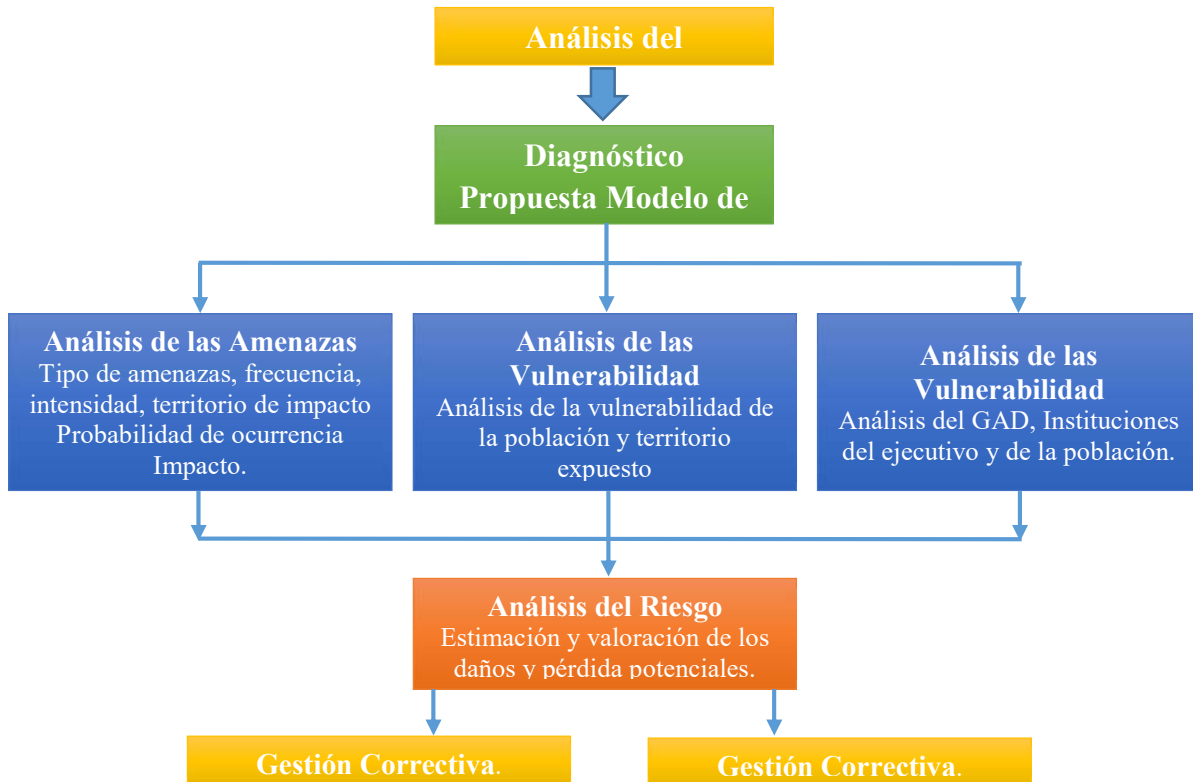 Análisis del
Diagnóstico
Propuesta Modelo de
Análisis de las Amenazas
Tipo de amenazas, frecuencia,
intensidad, territorio de impacto
Probabilidad de ocurrencia
Impacto.
Análisis de las
Vulnerabilidad
Análisis de la vulnerabilidad de
la población y territorio
expuesto
Análisis de las
Vulnerabilidad
Análisis del GAD, Instituciones
del ejecutivo y de la población.
Análisis del Riesgo
Estimación y valoración de los
daños y pérdida potenciales.
Gestión Correctiva.
Gestión Correctiva.